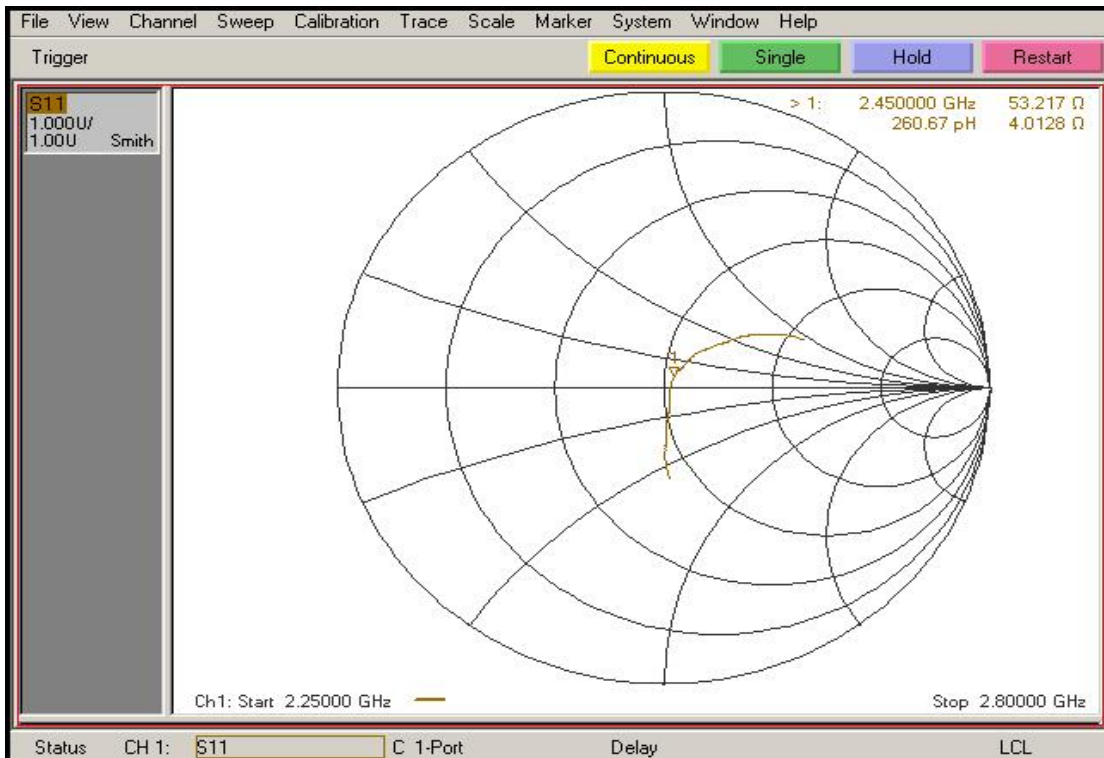 File View Channel Sweep Calibration Trace Scale Marker System Window Help
Trigger Continuous Single Hold Restart
S11
1.000U/
1.00U Smith
> 1: 2.450000 GHz 53.217 Ω
260.67 pH 4.0128 Ω
1
Ch1: Start 2.25000 GHz Stop 2.80000 GHz
Status CH 1: S11 C 1-Port Delay LCL